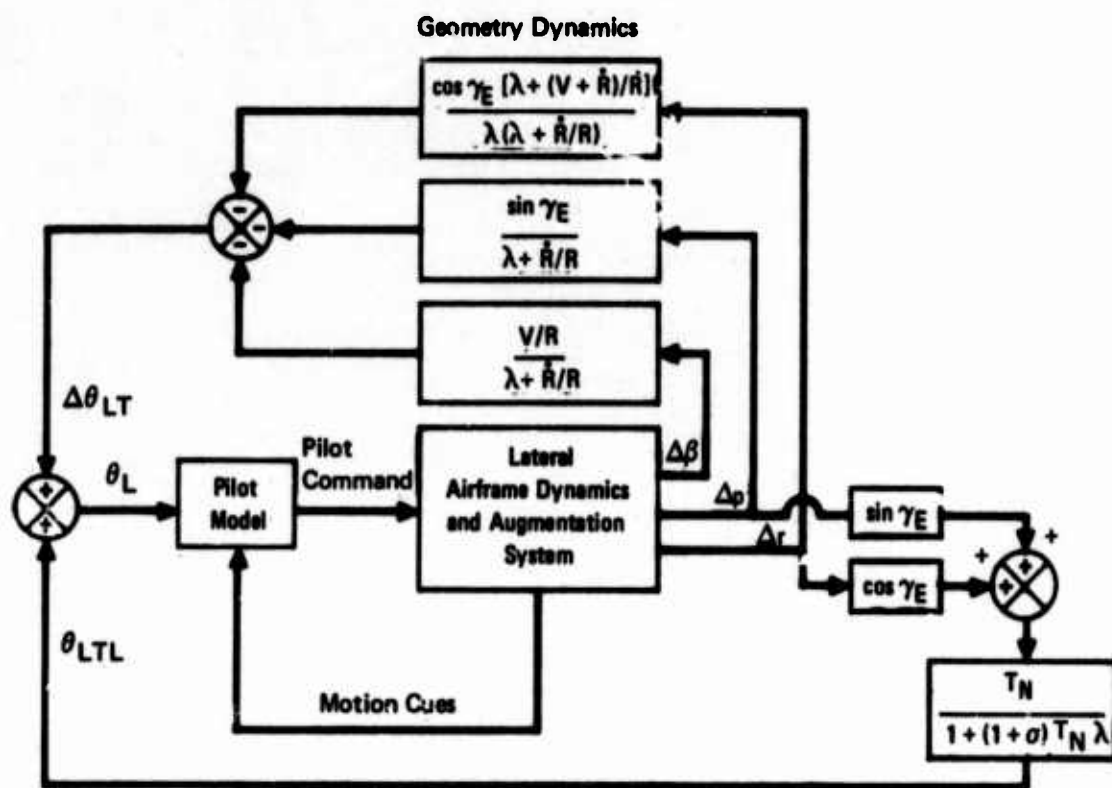 Geometry Dynamics
cos γE [λ + (V + Ṙ)/R]
λ(λ + Ṙ/R)
sin γE
λ + Ṙ/R
V/R
λ + Ṙ/R
ΔθLT
θL
Pilot
Model
Pilot
Command
Lateral
Airframe Dynamics
and Augmentation
System
Δβ
Δp
Δr
sin γE
cos γE
+
+
θLTL
Motion Cues
TN
1 + (1 + σ) TN λ